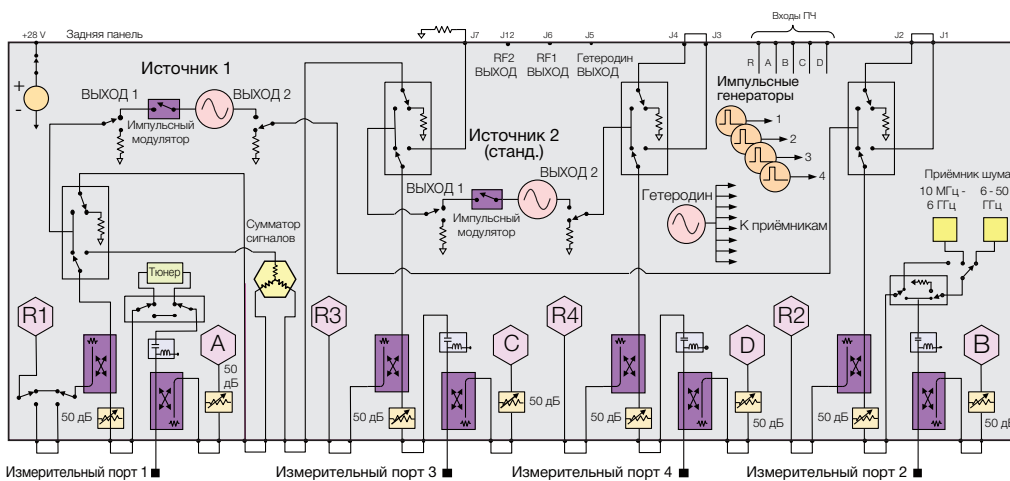 Входы ПЧ
+28 V
Задняя панель
J7
J12
J6
J5
J4
J3
J2
J1
RF2
ВЫХОД
RF1
ВЫХОД
Гетеродин
ВЫХОД
R
A
B
C
D
+
-
Источник 1
ВЫХОД 1
ВЫХОД 2
Импульсный
модулятор
Импульсные
генераторы
1
2
3
4
Источник 2
(станд.)
ВЫХОД 1
ВЫХОД 2
Импульсный
модулятор
Гетеродин
К приёмникам
Приёмник шума
10 МГц -
6 ГГц
6 - 50
ГГц
Сумматор
сигналов
Тюнер
R1
A
R3
C
R4
D
R2
B
50
дБ
50 дБ
50 дБ
50 дБ
50 дБ
50 дБ
50 дБ
50 дБ
Измерительный порт 1
Измерительный порт 3
Измерительный порт 4
Измерительный порт 2